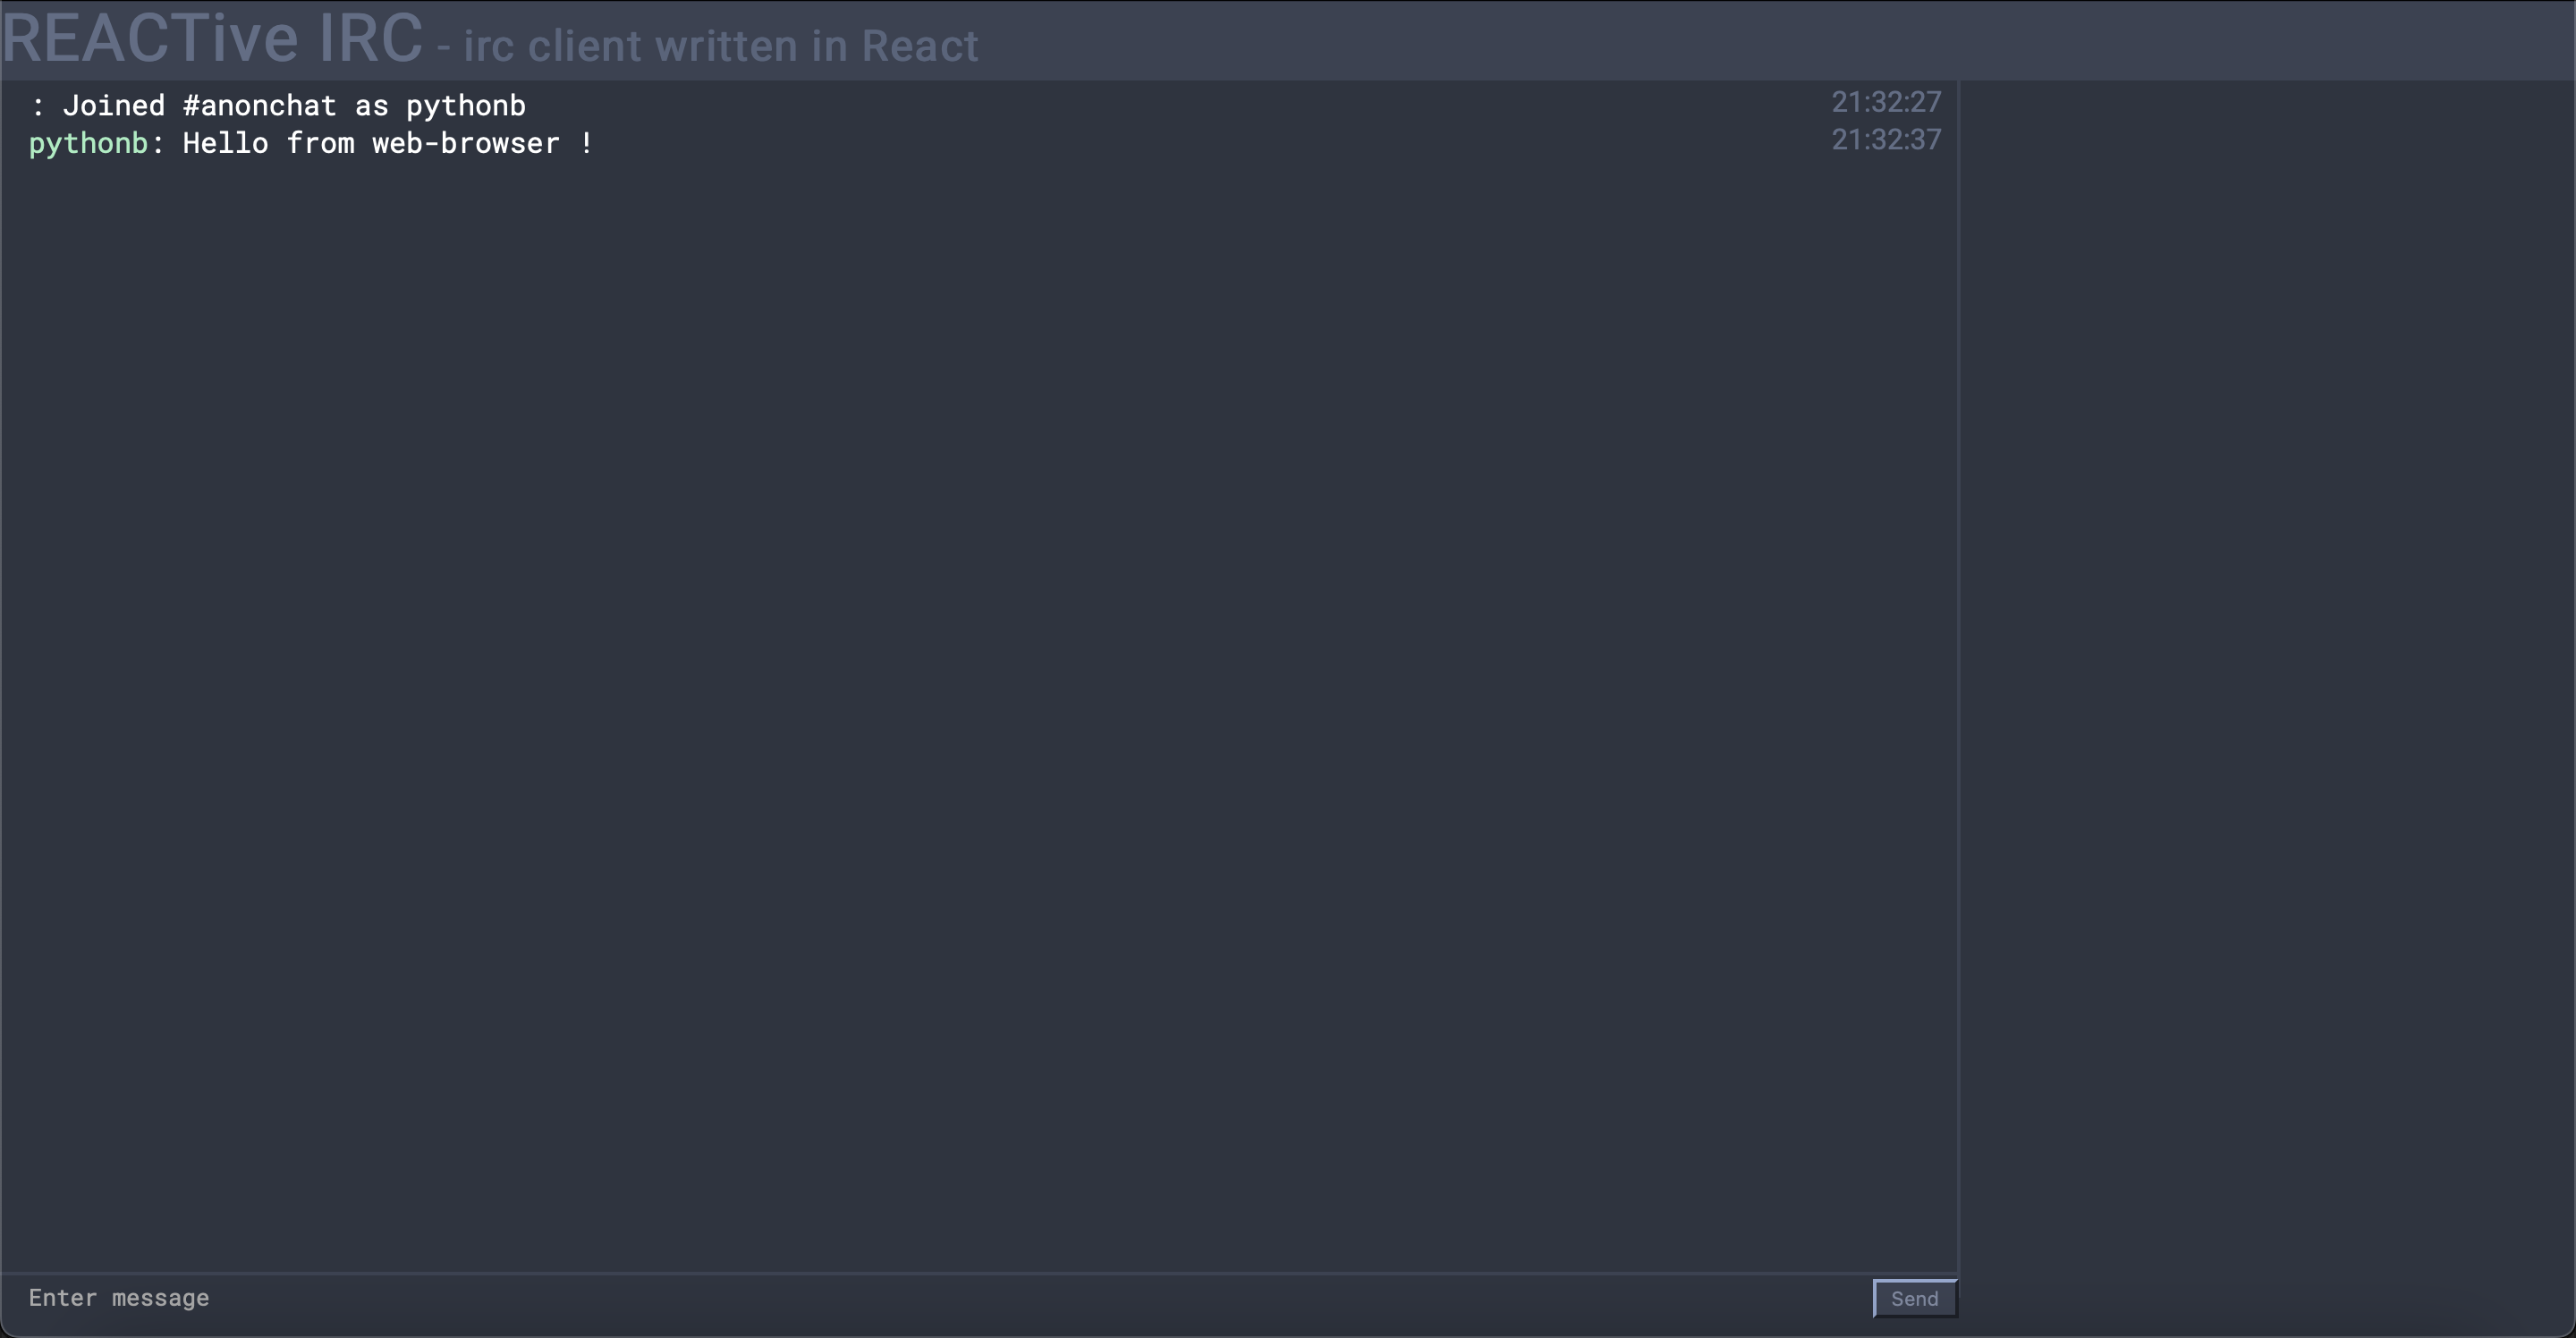 REACTive IRC - irc client written in React
: Joined #anonchat as pythonb 21:32:27
pythonb: Hello from web-browser ! 21:32:37
Enter message Send